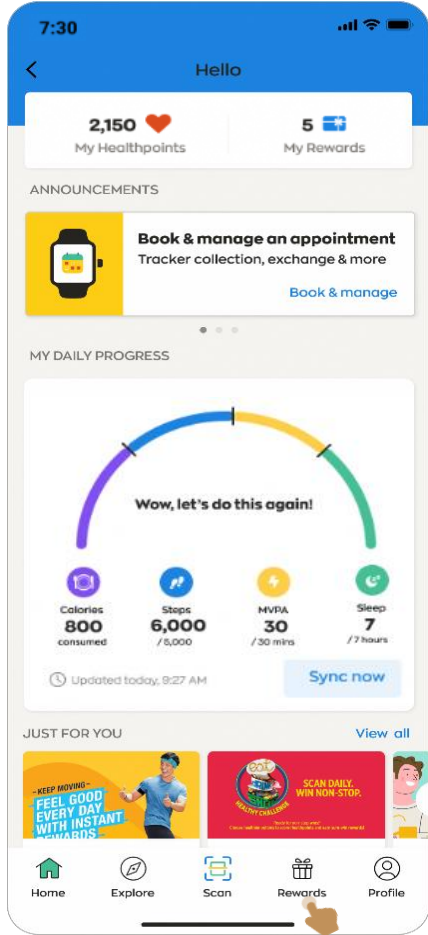 7:30
Hello
2,150
My Healthpoints
5
My Rewards
ANNOUNCEMENTS
Book & manage an appointment
Tracker collection, exchange & more
Book & manage
MY DAILY PROGRESS
Wow, let's do this again!
Calories
800
consumed
Steps
6,000
/5,000
MVPA
30
/30 mins
Sleep
7
/7 hours
Updated today, 9:27 AM
Sync now
JUST FOR YOU
View all
- KEEP MOVING -
FEEL GOOD
EVERY DAY
WITH INSTANT
REWARDS
eat
HEALTHY CHALLENGE
SCAN DAILY.
WIN NON-STOP.
Home
Explore
Scan
Rewards
Profile